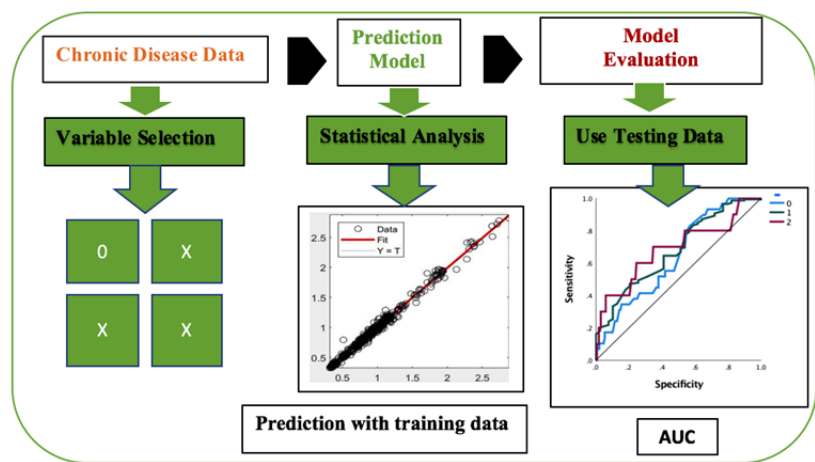 Chronic Disease Data
Prediction
Model
Model
Evaluation
Variable Selection
Statistical Analysis
Use Testing Data
0
X
X
X
Data
Fit
Y = T
2.5
2
1.5
1
0.5
0.5
1
1.5
2
2.5
Prediction with training data
0
1
2
1.0
.8
.6
.4
.2
.0
Sensitivity
.0
.2
.4
.6
.8
1.0
Specificity
AUC